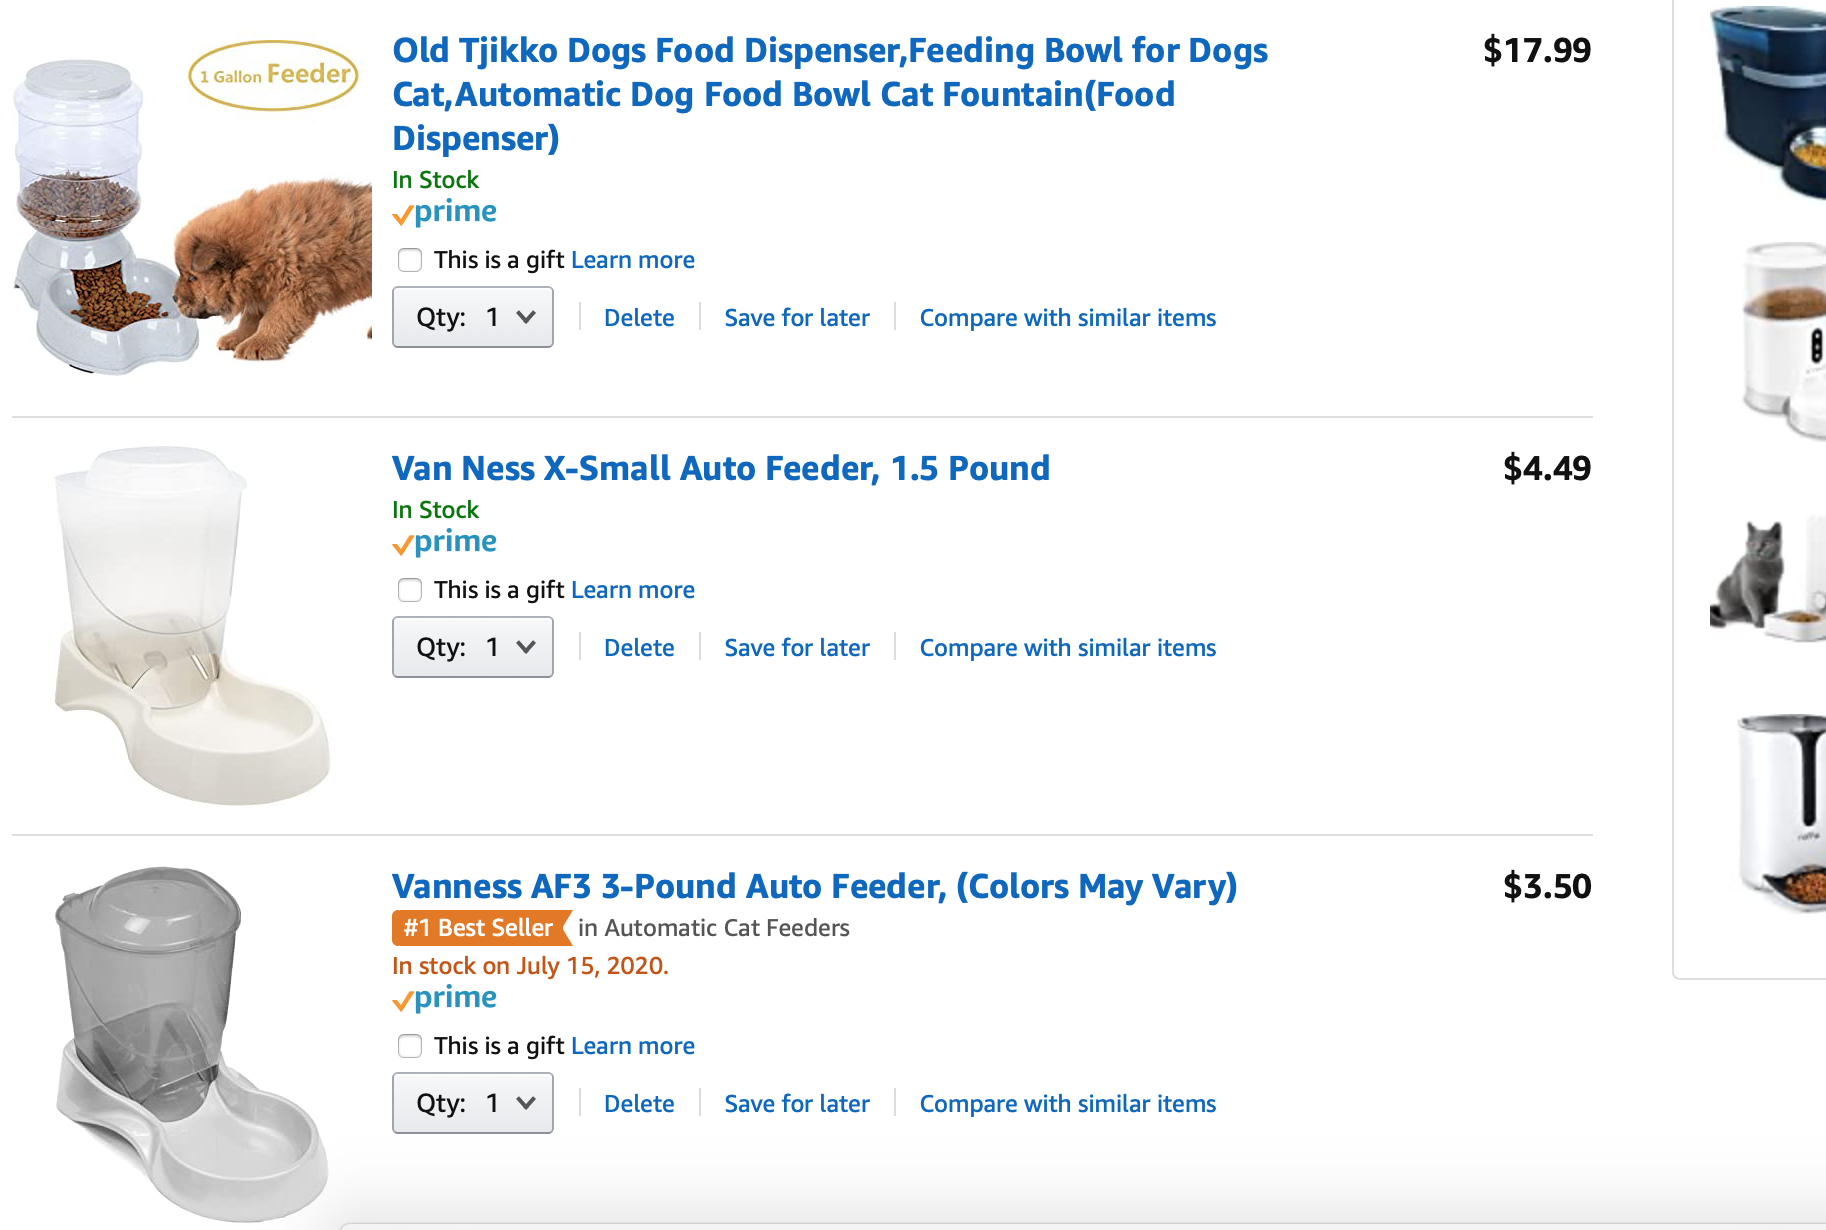 1 Gallon Feeder
Old Tjikko Dogs Food Dispenser,Feeding Bowl for Dogs
$17.99
Cat,Automatic Dog Food Bowl Cat Fountain(Food
Dispenser)
In Stock
prime
This is a gift Learn more
Qty: 1
Delete
Save for later
Compare with similar items
Van Ness X-Small Auto Feeder, 1.5 Pound
$4.49
In Stock
prime
This is a gift Learn more
Qty: 1
Delete
Save for later
Compare with similar items
Vanness AF3 3-Pound Auto Feeder, (Colors May Vary)
$3.50
#1 Best Seller in Automatic Cat Feeders
In stock on July 15, 2020.
prime
This is a gift Learn more
Qty: 1
Delete
Save for later
Compare with similar items